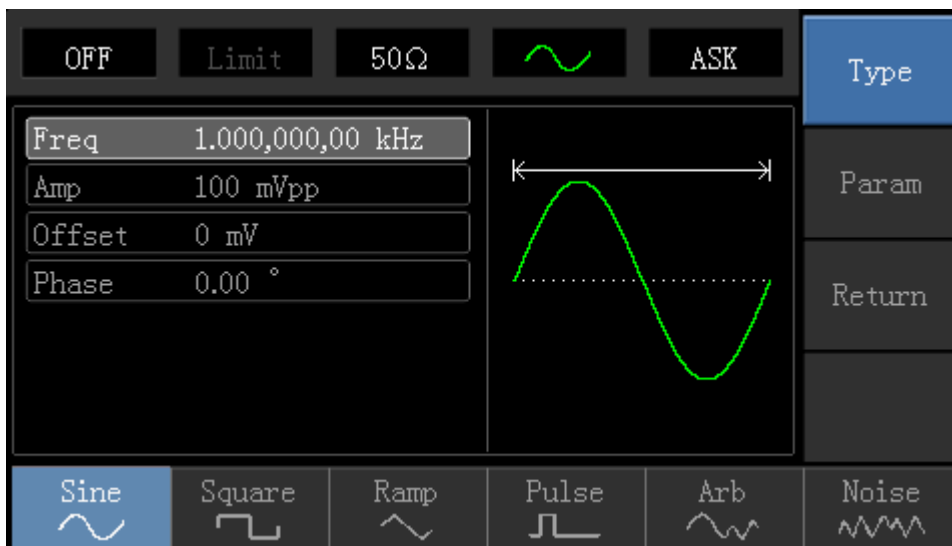 OFF Limit 50Ω ASK
Type
Freq 1.000,000,00 kHz
Amp 100 mVpp
Offset 0 mV
Phase 0.00 °
Param
Return
Sine Square Ramp Pulse Arb Noise